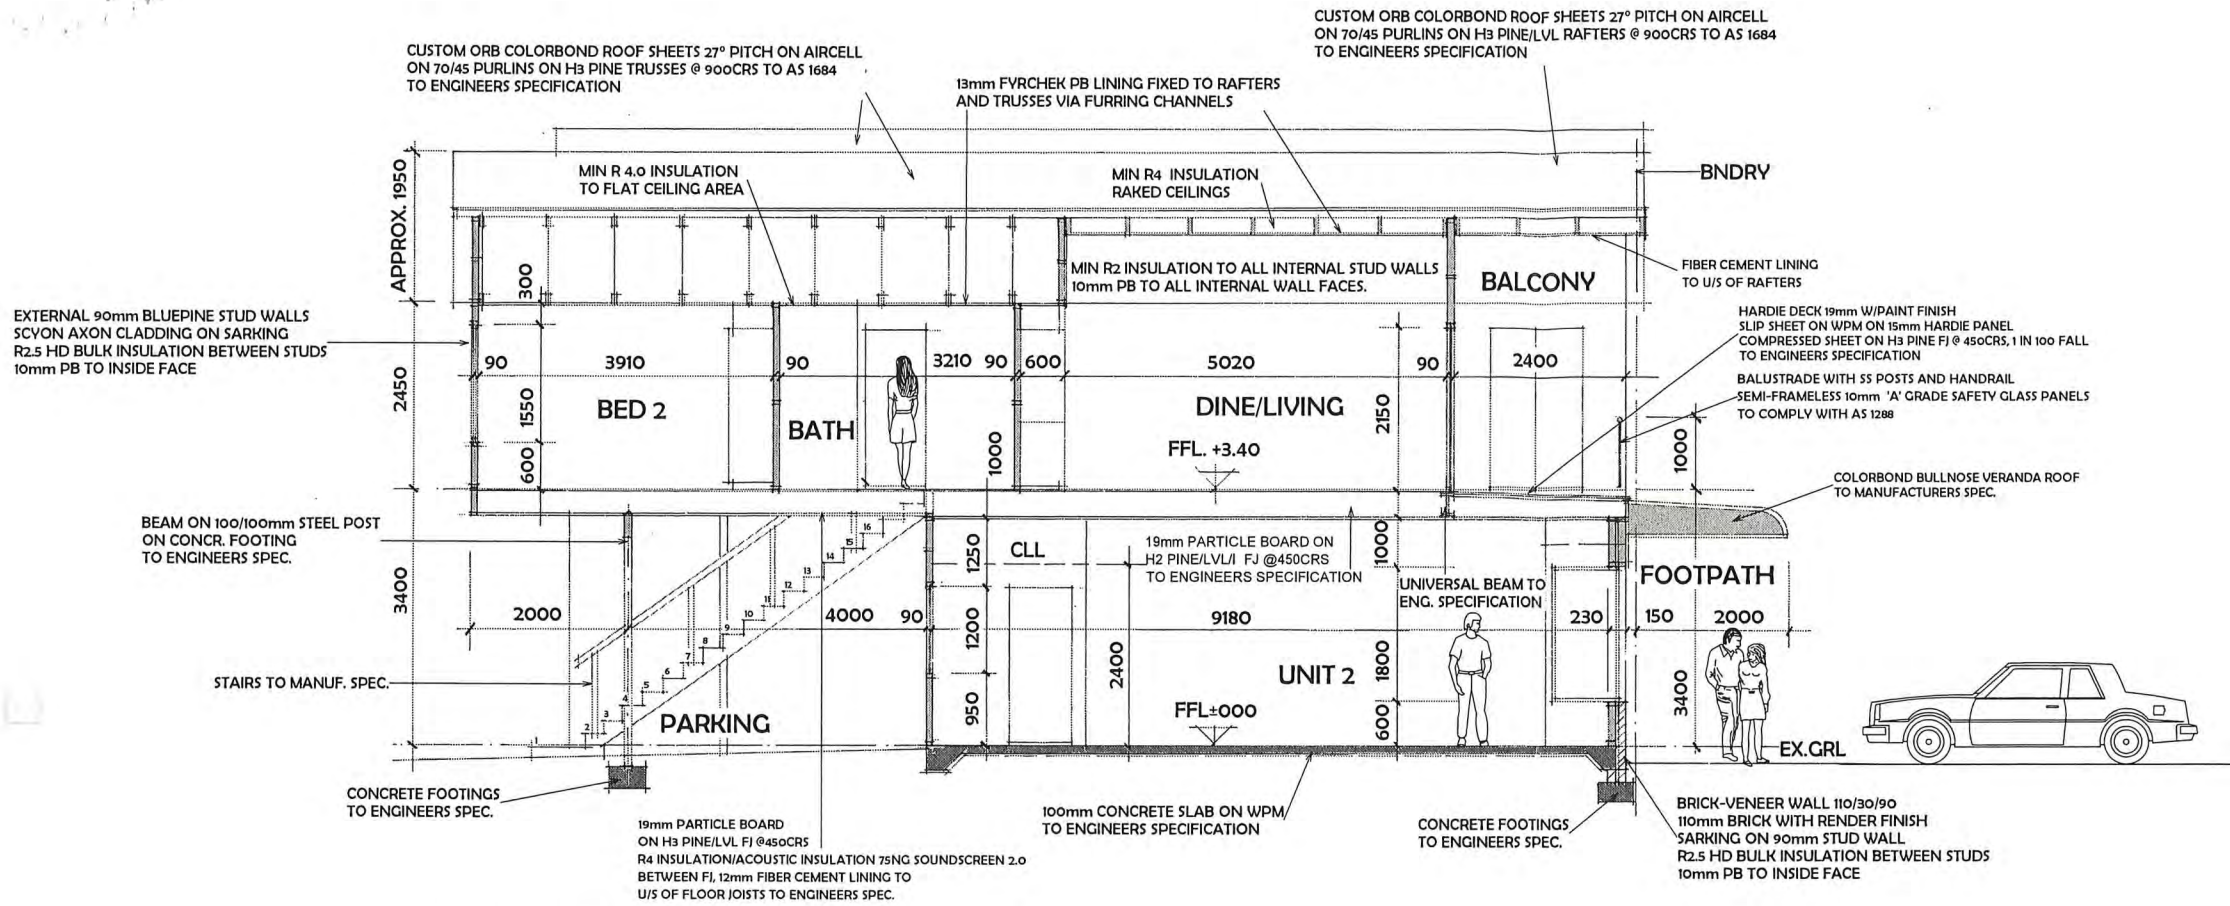 CUSTOM ORB COLORBOND ROOF SHEETS 27° PITCH ON AIRCELL
ON 70/45 PURLINS ON H3 PINE TRUSSES @ 900CRS TO AS 1684
TO ENGINEERS SPECIFICATION
13mm FYRCHEK PB LINING FIXED TO RAFTERS
AND TRUSSES VIA FURRING CHANNELS
CUSTOM ORB COLORBOND ROOF SHEETS 27° PITCH ON AIRCELL
ON 70/45 PURLINS ON H3 PINE/LVL RAFTERS @ 900CRS TO AS 1684
TO ENGINEERS SPECIFICATION
APPROX. 1950
MIN R 4.0 INSULATION
TO FLAT CEILING AREA
MIN R4 INSULATION
RAKED CEILINGS
BNDRY
300
MIN R2 INSULATION TO ALL INTERNAL STUD WALLS
10mm PB TO ALL INTERNAL WALL FACES.
BALCONY
FIBER CEMENT LINING
TO U/S OF RAFTERS
EXTERNAL 90mm BLUEPINE STUD WALLS
SCYON AXON CLADDING ON SARKING
R2.5 HD BULK INSULATION BETWEEN STUDS
10mm PB TO INSIDE FACE
HARDIE DECK 19mm W/PAINT FINISH
SLIP SHEET ON WPM ON 15mm HARDIE PANEL
COMPRESSED SHEET ON H3 PINE FJ @ 450CRS, 1 IN 100 FALL
TO ENGINEERS SPECIFICATION
BALUSTRADE WITH SS POSTS AND HANDRAIL
SEMI-FRAMELESS 10mm 'A' GRADE SAFETY GLASS PANELS
TO COMPLY WITH AS 1288
90 3910 90 3210 90 600 5020 90 2400
2450
1550
600
BED 2
BATH
1000
DINE/LIVING
FFL. +3.40
2150
1000
COLORBOND BULLNOSE VERANDA ROOF
TO MANUFACTURERS SPEC.
BEAM ON 100/100mm STEEL POST
ON CONCR. FOOTING
TO ENGINEERS SPEC.
3400
1250
CLL
19mm PARTICLE BOARD ON
H2 PINE/LVL/I FJ @450CRS
TO ENGINEERS SPECIFICATION
1000
UNIVERSAL BEAM TO
ENG. SPECIFICATION
FOOTPATH
2000 4000 90 9180 230 150 2000
1
2
3
4
5
6
7
8
9
10
11
12
13
14
15
16
1200
950
2400
UNIT 2
1800
600
3400
STAIRS TO MANUF. SPEC.
PARKING
FFL±000
EX.GRL
CONCRETE FOOTINGS
TO ENGINEERS SPEC.
19mm PARTICLE BOARD
ON H3 PINE/LVL FJ @450CRS
R4 INSULATION/ACOUSTIC INSULATION 75NG SOUNDSCREEN 2.0
BETWEEN FJ, 12mm FIBER CEMENT LINING TO
U/S OF FLOOR JOISTS TO ENGINEERS SPEC.
100mm CONCRETE SLAB ON WPM
TO ENGINEERS SPECIFICATION
CONCRETE FOOTINGS
TO ENGINEERS SPEC.
BRICK-VENEER WALL 110/30/90
110mm BRICK WITH RENDER FINISH
SARKING ON 90mm STUD WALL
R2.5 HD BULK INSULATION BETWEEN STUDS
10mm PB TO INSIDE FACE